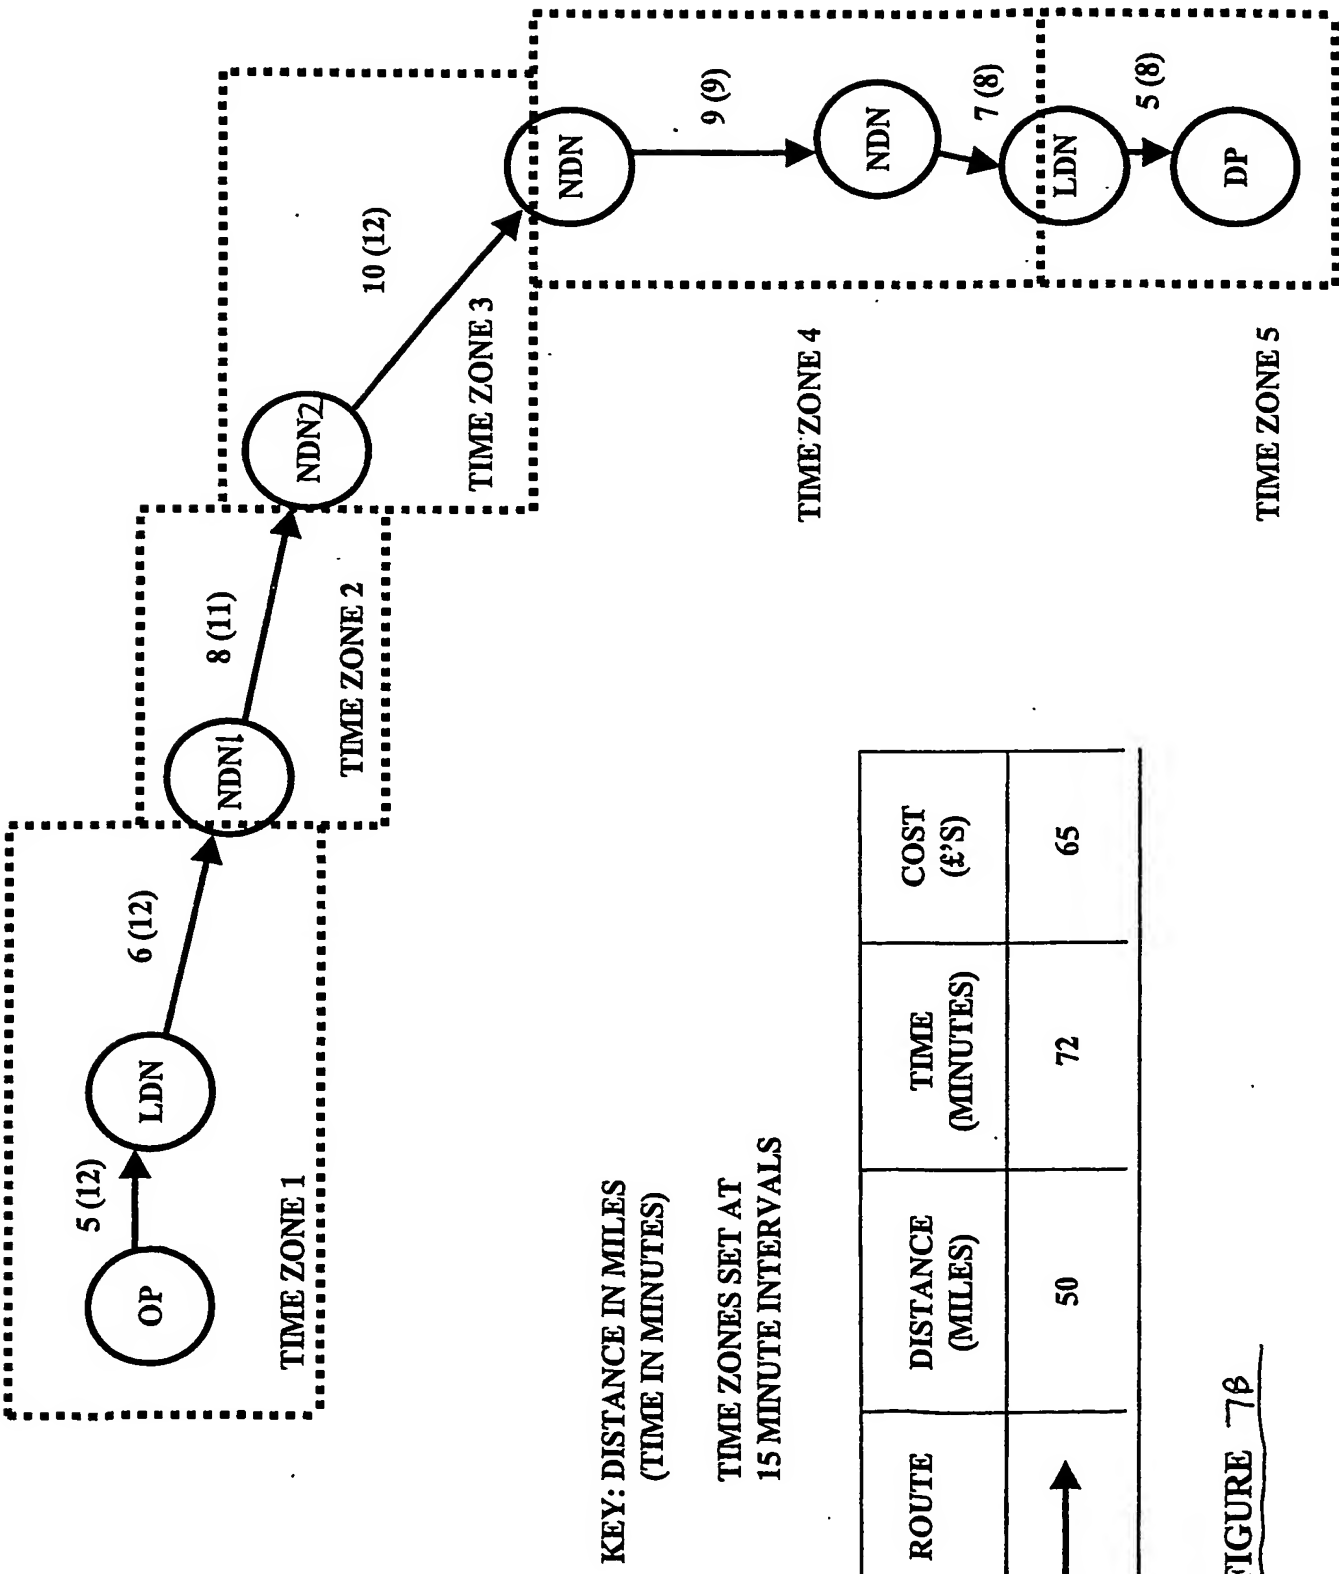 OP
5 (12)
LDN
6 (12)
NDN1
8 (11)
NDN2
10 (12)
NDN
9 (9)
NDN
7 (8)
LDN
5 (8)
DP
TIME ZONE 1
TIME ZONE 2
TIME ZONE 3
TIME ZONE 4
TIME ZONE 5
KEY: DISTANCE IN MILES
(TIME IN MINUTES)
TIME ZONES SET AT
15 MINUTE INTERVALS
ROUTE
DISTANCE
(MILES)
TIME
(MINUTES)
COST
(£'S)
50
72
65
FIGURE 7B